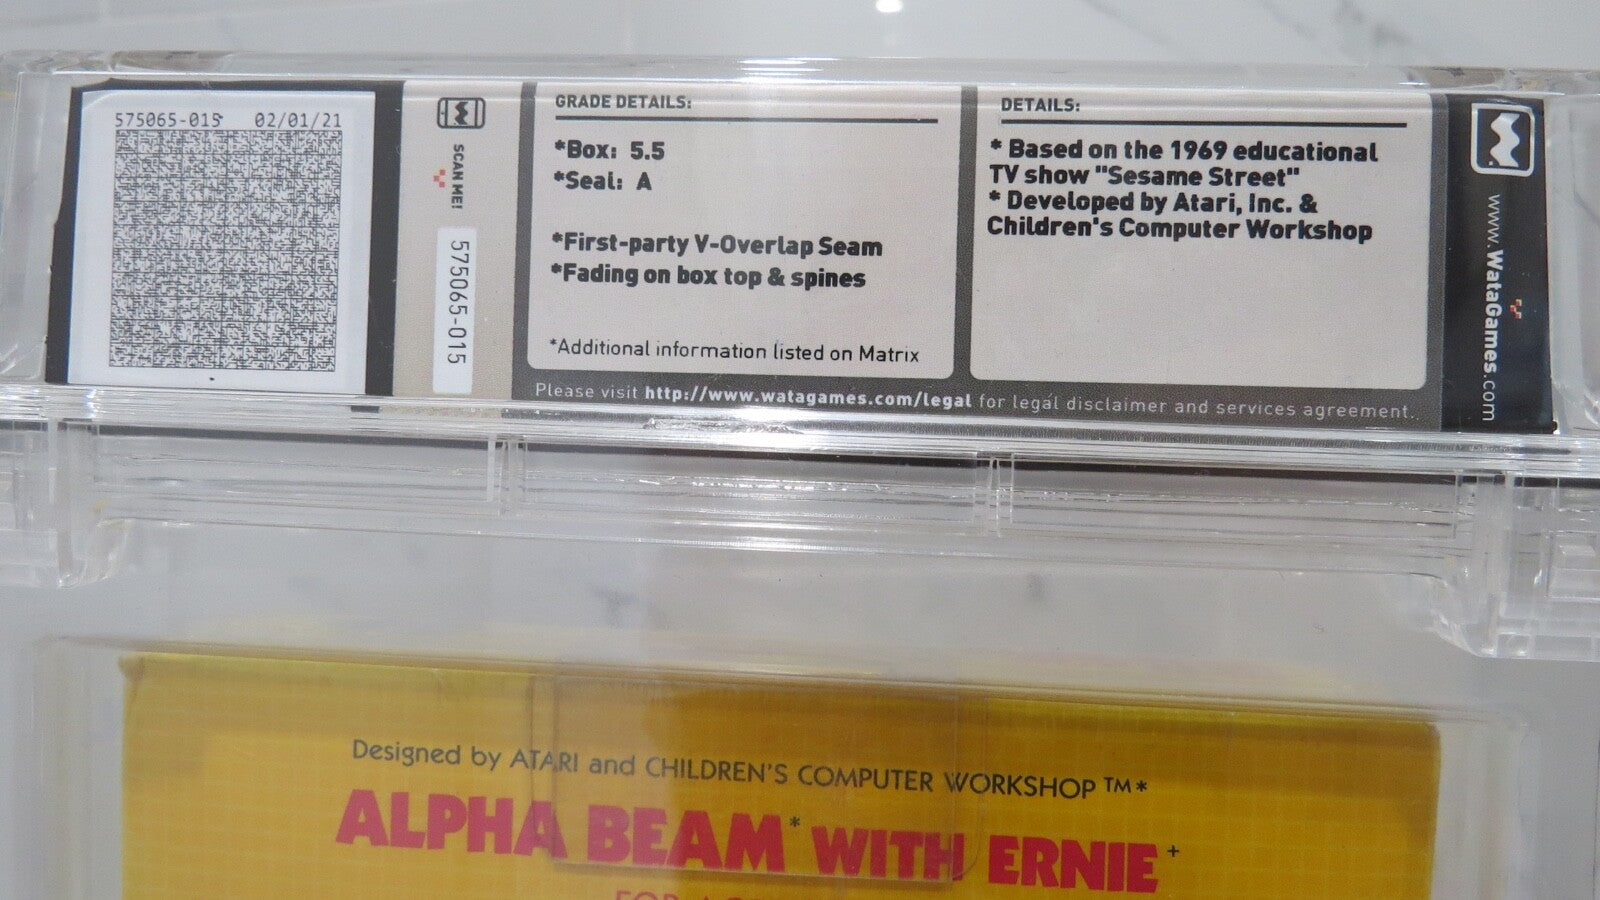 575065-015 02/01/21
SCAN ME!
575065-015
GRADE DETAILS:
*Box: 5.5
*Seal: A
*First-party V-Overlap Seam
*Fading on box top & spines
*Additional information listed on Matrix
DETAILS:
* Based on the 1969 educational
TV show "Sesame Street"
* Developed by Atari, Inc. &
Children's Computer Workshop
www.WataGames.com
Please visit http://www.watagames.com/legal for legal disclaimer and services agreement.
Designed by ATARI and CHILDREN'S COMPUTER WORKSHOP™*
ALPHA BEAM* WITH ERNIE+